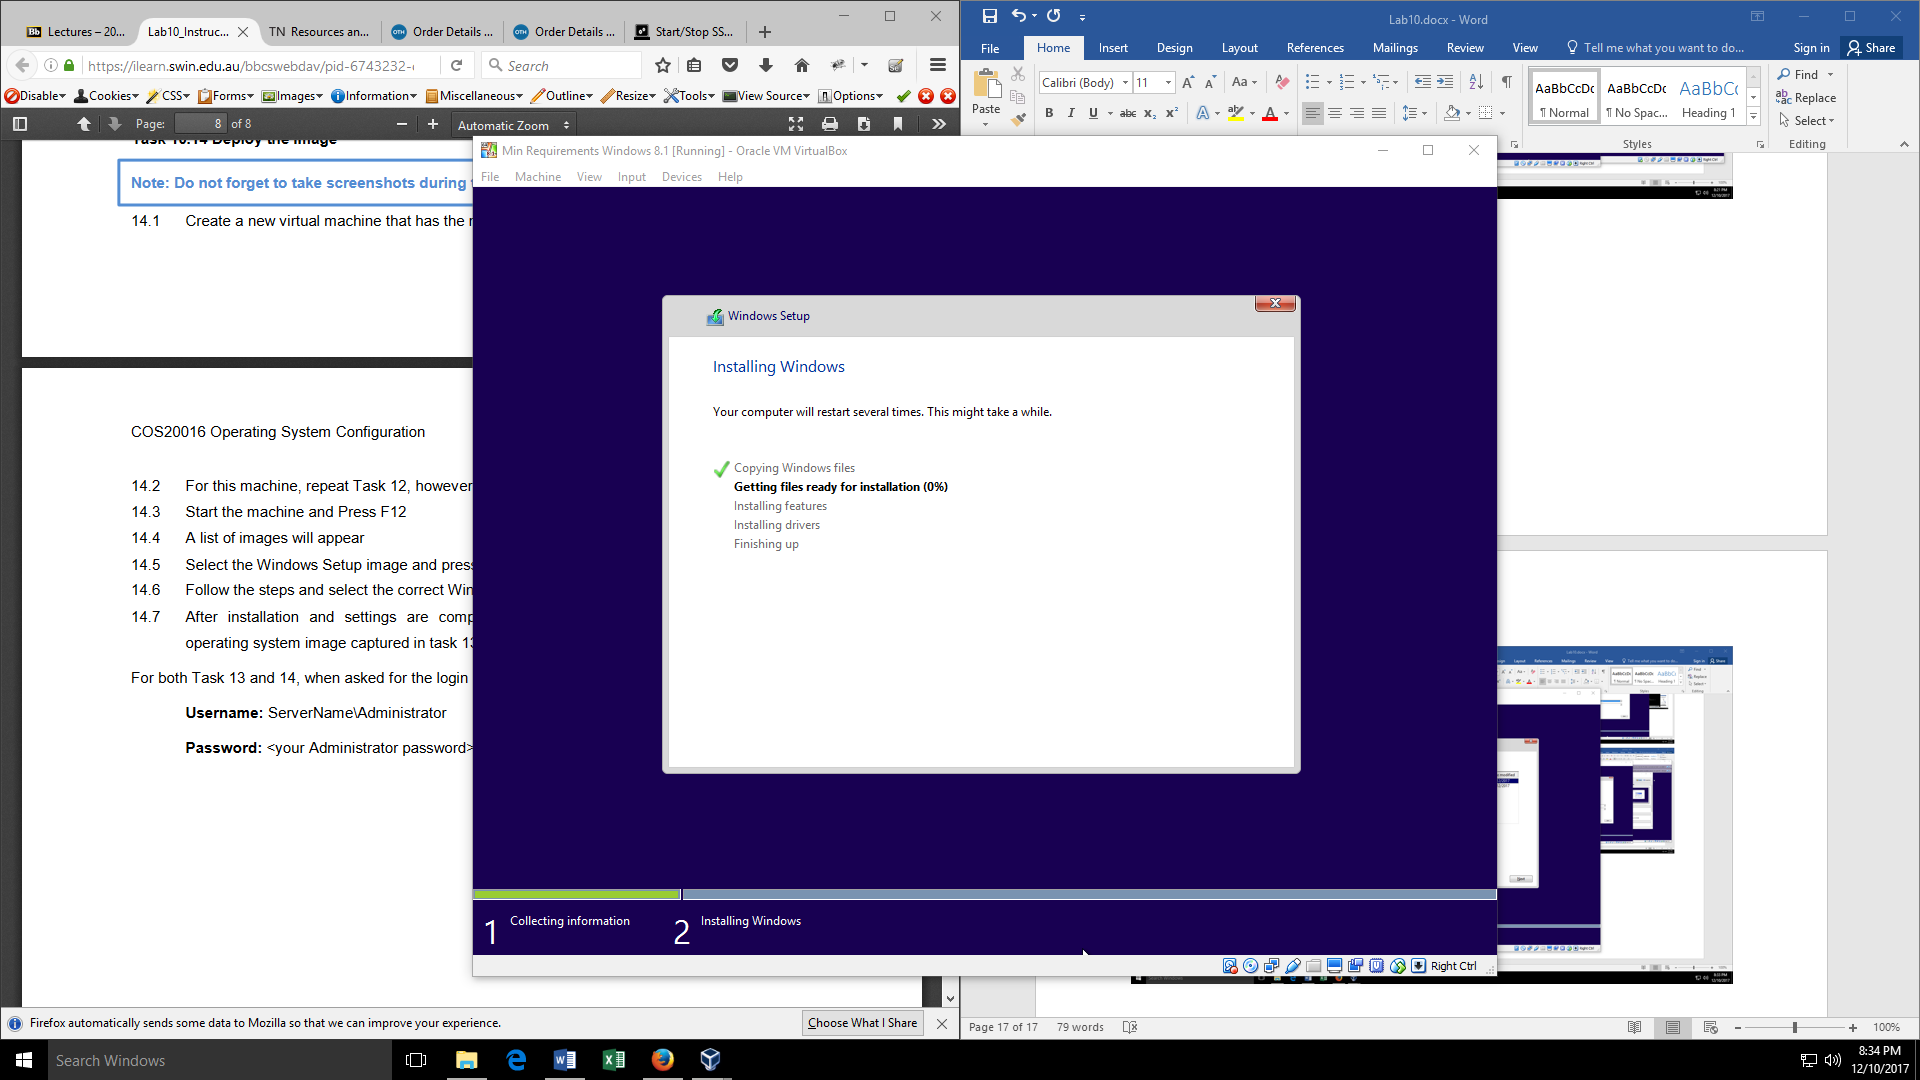 Lectures – 20...
Lab10_Instruc...
TN Resources an...
Order Details ...
Order Details ...
Start/Stop SS...
https://ilearn.swin.edu.au/bbcswebdav/pid-6743232-
Search
Disable
Cookies
CSS
Forms
Images
Information
Miscellaneous
Outline
Resize
Tools
View Source
Options
Page: 8 of 8
Automatic Zoom
Task 10.14 Deploy the image
Note: Do not forget to take screenshots during
14.1 Create a new virtual machine that has the
COS20016 Operating System Configuration
14.2 For this machine, repeat Task 12, however
14.3 Start the machine and Press F12
14.4 A list of images will appear
14.5 Select the Windows Setup image and press
14.6 Follow the steps and select the correct Win
14.7 After installation and settings are comp
operating system image captured in task 13
For both Task 13 and 14, when asked for the login
Username: ServerName\Administrator
Password: <your Administrator password>
Firefox automatically sends some data to Mozilla so that we can improve your experience.
Choose What I Share
Min Requirements Windows 8.1 [Running] - Oracle VM VirtualBox
File Machine View Input Devices Help
Windows Setup
Installing Windows
Your computer will restart several times. This might take a while.
Copying Windows files
Getting files ready for installation (0%)
Installing features
Installing drivers
Finishing up
1 Collecting information
2 Installing Windows
Right Ctrl
Lab10.docx - Word
File Home Insert Design Layout References Mailings Review View Tell me what you want to do... Sign in Share
Paste
Calibri (Body) 11
Aa
B I U abc x₂ x²
AaBbCcDc
¶ Normal
AaBbCcDc
¶ No Spac...
AaBbCc
Heading 1
Styles
Find
Replace
Select
Editing
Page 17 of 17 79 words
100%
Search Windows
8:34 PM
12/10/2017